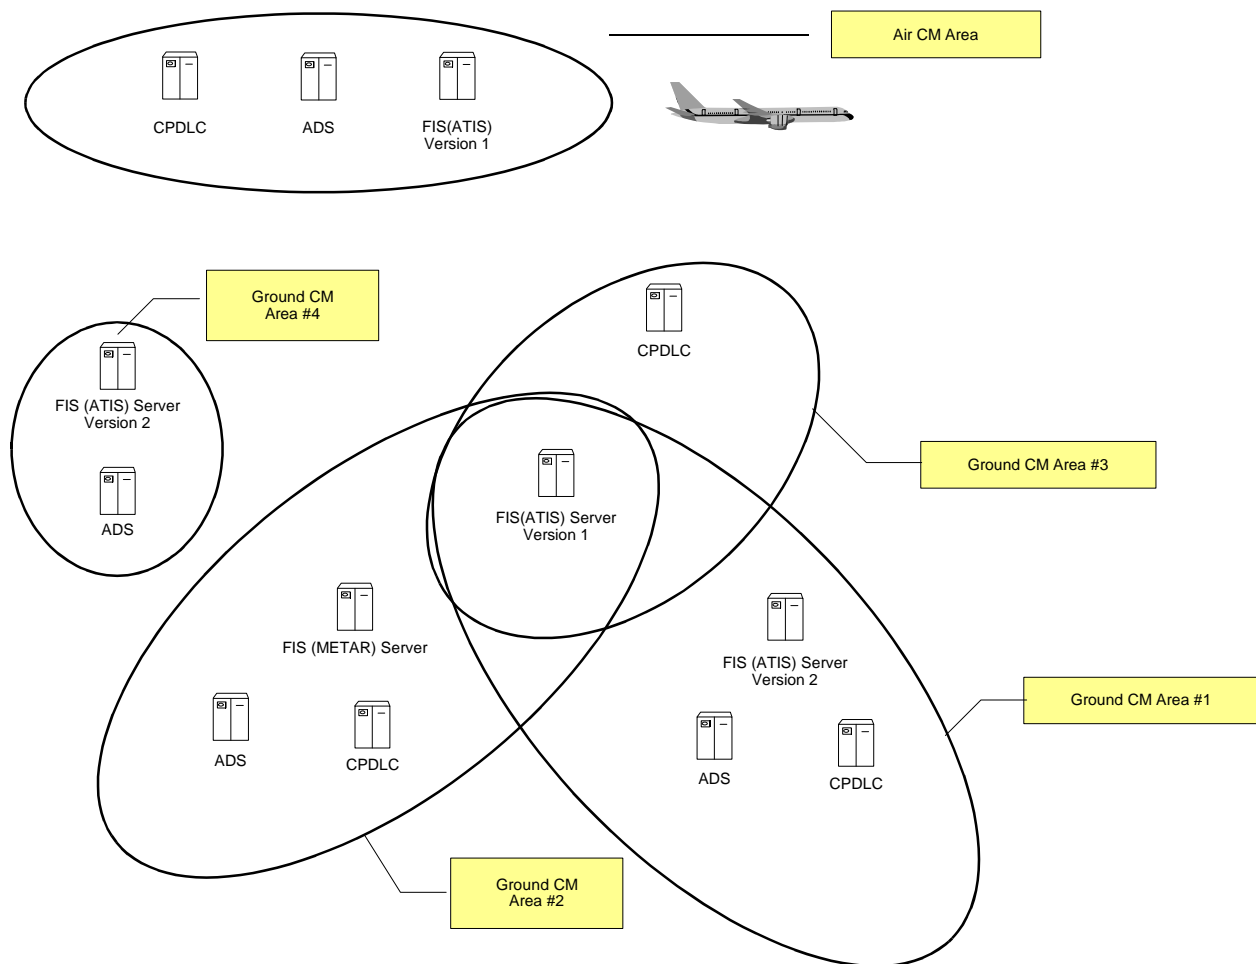 Air CM Area
CPDLC
ADS
FIS(ATIS)
Version 1
Ground CM
Area #4
FIS (ATIS) Server
Version 2
ADS
CPDLC
Ground CM Area #3
FIS(ATIS) Server
Version 1
FIS (METAR) Server
ADS
CPDLC
FIS (ATIS) Server
Version 2
ADS
CPDLC
Ground CM Area #1
Ground CM
Area #2